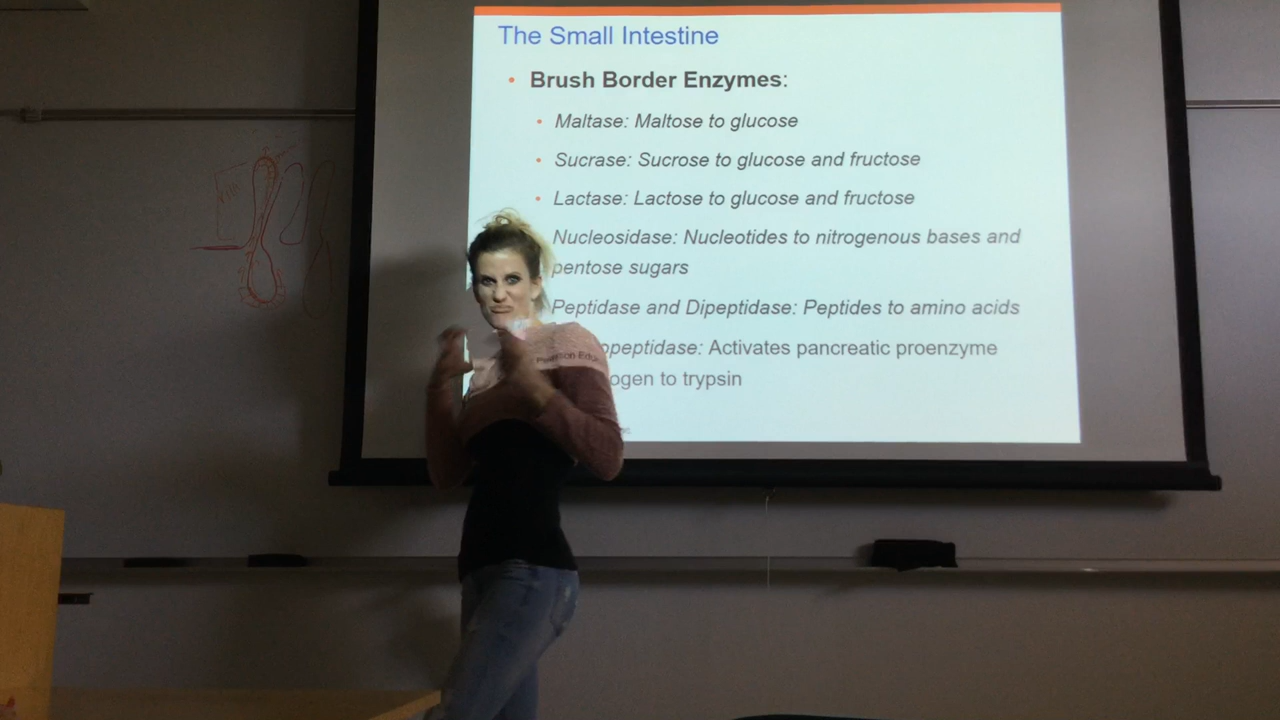 The Small Intestine
• Brush Border Enzymes:
• Maltase: Maltose to glucose
• Sucrase: Sucrose to glucose and fructose
• Lactase: Lactose to glucose and fructose
Nucleosidase: Nucleotides to nitrogenous bases and
pentose sugars
Peptidase and Dipeptidase: Peptides to amino acids
opeptidase: Activates pancreatic proenzyme
ogen to trypsin
Pearson Edu